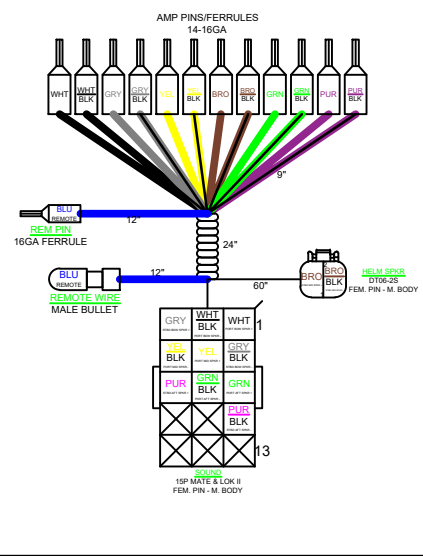 AMP PINS/FERRULES
14-16GA
WHT
WHT
BLK
GRY
GRY
BLK
YEL
YEL
BLK
BRO
BRO
BLK
GRN
GRN
BLK
PUR
PUR
BLK
9"
BLU
REMOTE
12"
REM PIN
16GA FERRULE
24"
BLU
REMOTE
12"
REMOTE WIRE
MALE BULLET
60"
BRO
BRO
BLK
HELM SPKR
DT06-2S
FEM. PIN - M. BODY
GRY
WHT
BLK
WHT
1
YEL
BLK
YEL
GRY
BLK
PUR
GRN
BLK
GRN
PUR
BLK
13
SOUND
15P MATE & LOK II
FEM. PIN - M. BODY